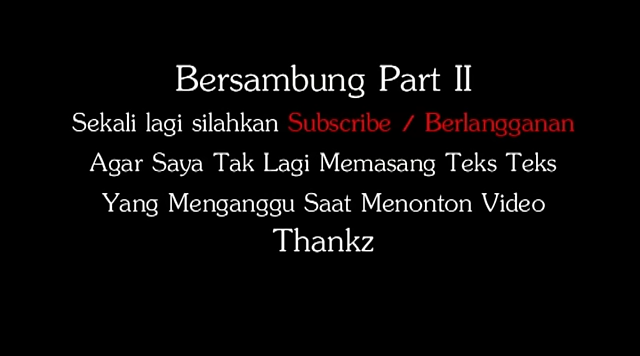 Bersambung Part II
Sekali lagi silahkan Subscribe / Berlangganan
Agar Saya Tak Lagi Memasang Teks Teks
Yang Menganggu Saat Menonton Video
Thankz